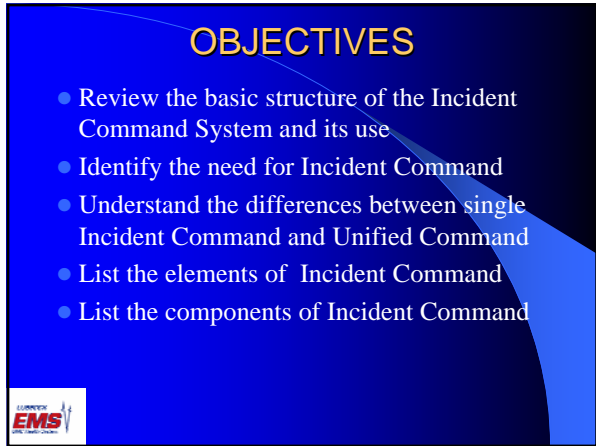 OBJECTIVES
Review the basic structure of the Incident
Command System and its use
Identify the need for Incident Command
Understand the differences between single
Incident Command and Unified Command
List the elements of Incident Command
List the components of Incident Command
EMS